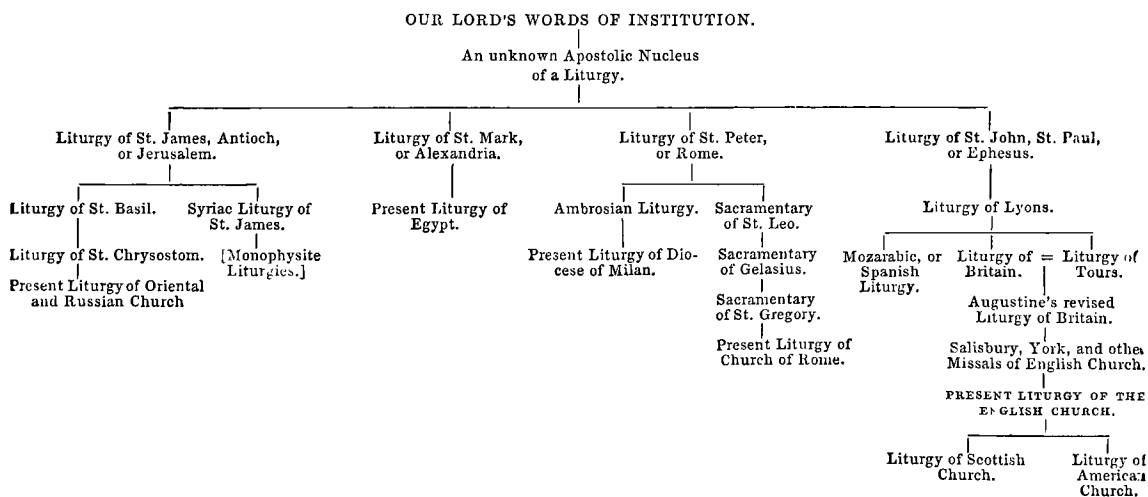 OUR LORD'S WORDS OF INSTITUTION.
An unknown Apostolic Nucleus
of a Liturgy.
Liturgy of St. James, Antioch,
or Jerusalem.
Liturgy of St. Mark,
or Alexandria.
Liturgy of St. Peter,
or Rome.
Liturgy of St. John, St. Paul,
or Ephesus.
Liturgy of St. Basil.
Syriac Liturgy of
St. James.
Present Liturgy of
Egypt.
Ambrosian Liturgy.
Sacramentary
of St. Leo.
Liturgy of Lyons.
Liturgy of St. Chrysostom.
[Monophysite
Liturgies.]
Present Liturgy of Dio-
cese of Milan.
Sacramentary
of Gelasius.
Mozarabic, or
Spanish
Liturgy.
Liturgy of
Britain.
=
Liturgy of
Tours.
Present Liturgy of Oriental
and Russian Church
Sacramentary
of St. Gregory.
Augustine's revised
Liturgy of Britain.
Present Liturgy of
Church of Rome.
Salisbury, York, and othe
Missals of English Church.
PRESENT LITURGY OF THE
ENGLISH CHURCH.
Liturgy of Scottish
Church.
Liturgy of
American
Church.